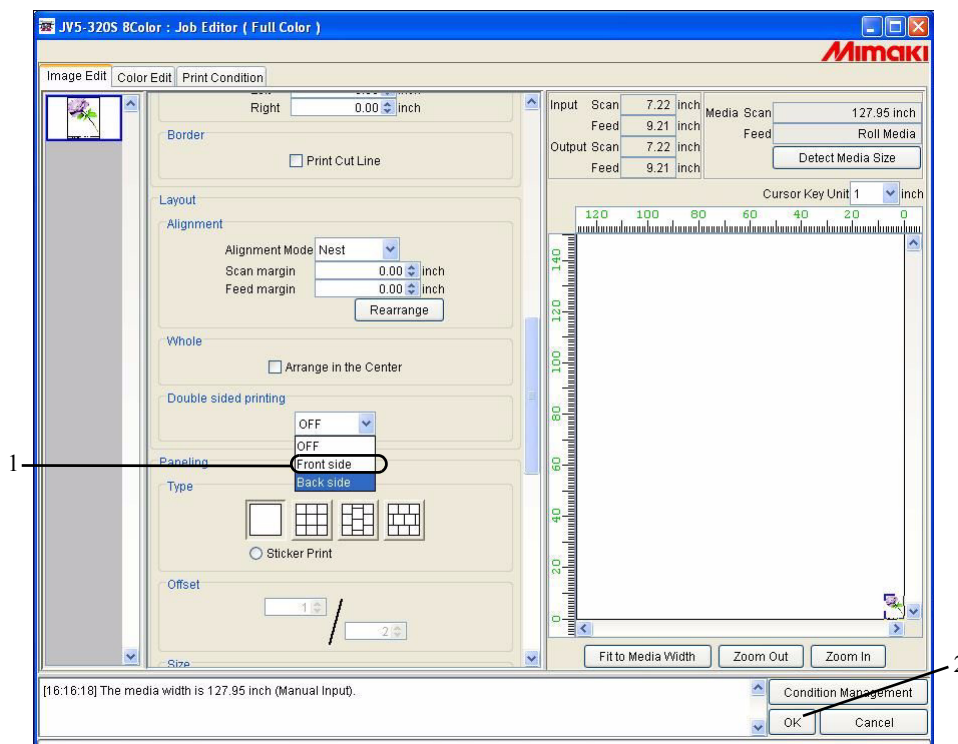 JV5-320S 8Color : Job Editor ( Full Color )
Mimaki
Image Edit
Color Edit
Print Condition
Right 0.00 inch
Border
Print Cut Line
Layout
Alignment
Alignment Mode Nest
Scan margin 0.00 inch
Feed margin 0.00 inch
Rearrange
Whole
Arrange in the Center
Double sided printing
OFF
OFF
1
Front side
Back side
Paneling
Type
Sticker Print
Offset
1
2
Size
Input Scan 7.22 inch
Feed 9.21 inch
Output Scan 7.22 inch
Feed 9.21 inch
Media Scan 127.95 inch
Feed Roll Media
Detect Media Size
Cursor Key Unit 1 inch
120 100 80 60 40 20 0
140
120
100
80
60
40
20
0
Fit to Media Width
Zoom Out
Zoom In
2
[16:16:18] The media width is 127.95 inch (Manual Input).
Condition Management
OK
Cancel